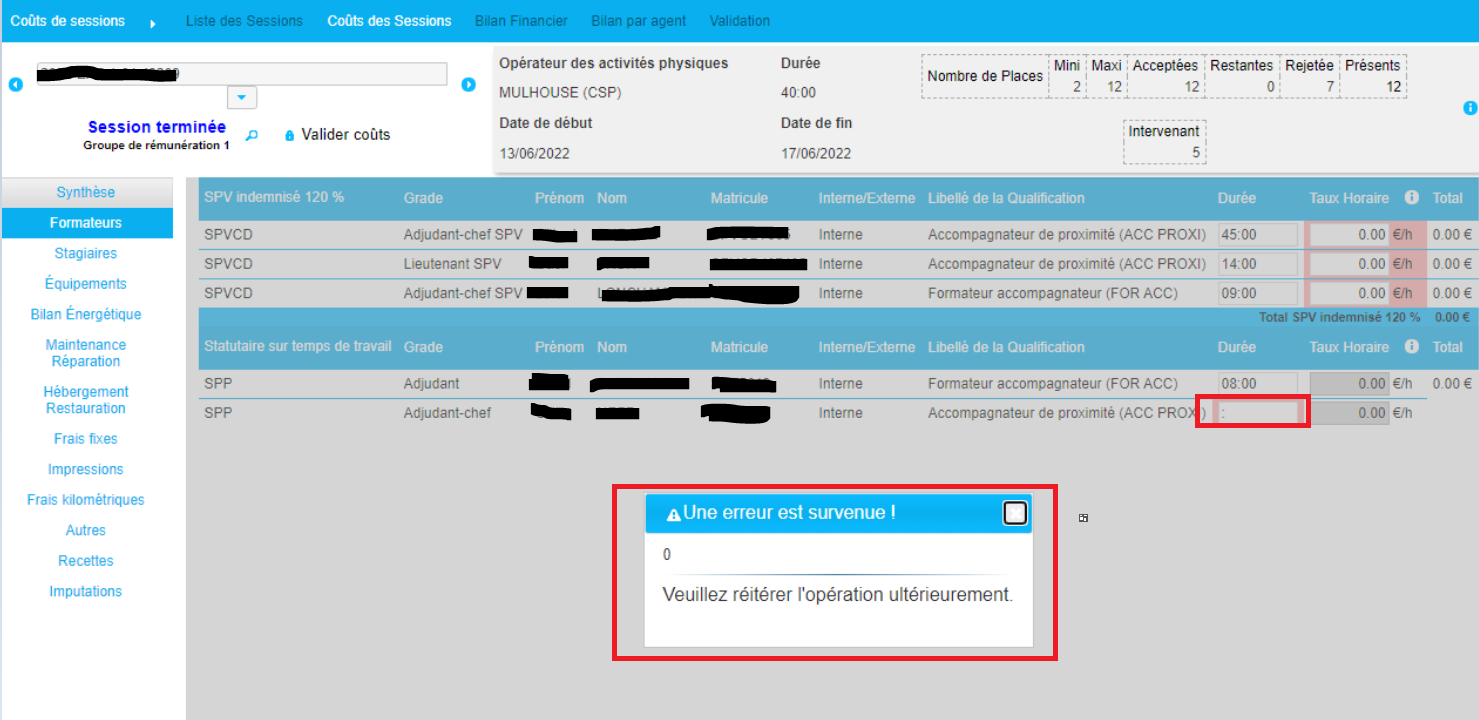 Coûts de sessions Liste des Sessions Coûts des Sessions Bilan Financier Bilan par agent Validation
Opérateur des activités physiques Durée
MULHOUSE (CSP) 40:00
Date de début Date de fin
13/06/2022 17/06/2022
Nombre de Places Mini Maxi Acceptées Restantes Rejetée Présents
2 12 12 0 7 12
Intervenant
5
Session terminée
Groupe de rémunération 1
Valider coûts
Synthèse
Formateurs
Stagiaires
Équipements
Bilan Énergétique
Maintenance
Réparation
Hébergement
Restauration
Frais fixes
Impressions
Frais kilométriques
Autres
Recettes
Imputations
SPV indemnisé 120 % Grade Prénom Nom Matricule Interne/Externe Libellé de la Qualification Durée Taux Horaire Total
SPVCD Adjudant-chef SPV Interne Accompagnateur de proximité (ACC PROXI) 45:00 0.00 €/h 0.00 €
SPVCD Lieutenant SPV Interne Accompagnateur de proximité (ACC PROXI) 14:00 0.00 €/h 0.00 €
SPVCD Adjudant-chef SPV Interne Formateur accompagnateur (FOR ACC) 09:00 0.00 €/h 0.00 €
Total SPV indemnisé 120 % 0.00 €
Statutaire sur temps de travail Grade Prénom Nom Matricule Interne/Externe Libellé de la Qualification Durée Taux Horaire Total
SPP Adjudant Interne Formateur accompagnateur (FOR ACC) 08:00 0.00 €/h 0.00 €
SPP Adjudant-chef Interne Accompagnateur de proximité (ACC PROXI) : 0.00 €/h
Une erreur est survenue !
0
Veuillez réitérer l'opération ultérieurement.